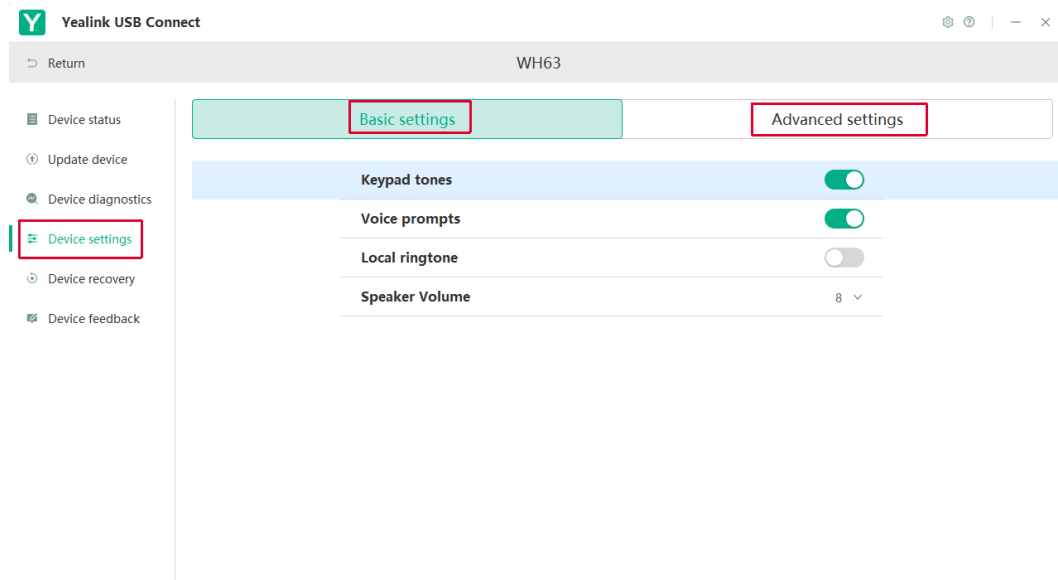 Y Yealink USB Connect
Return WH63
Device status
Update device
Device diagnostics
Device settings
Device recovery
Device feedback
Basic settings Advanced settings
Keypad tones
Voice prompts
Local ringtone
Speaker Volume 8